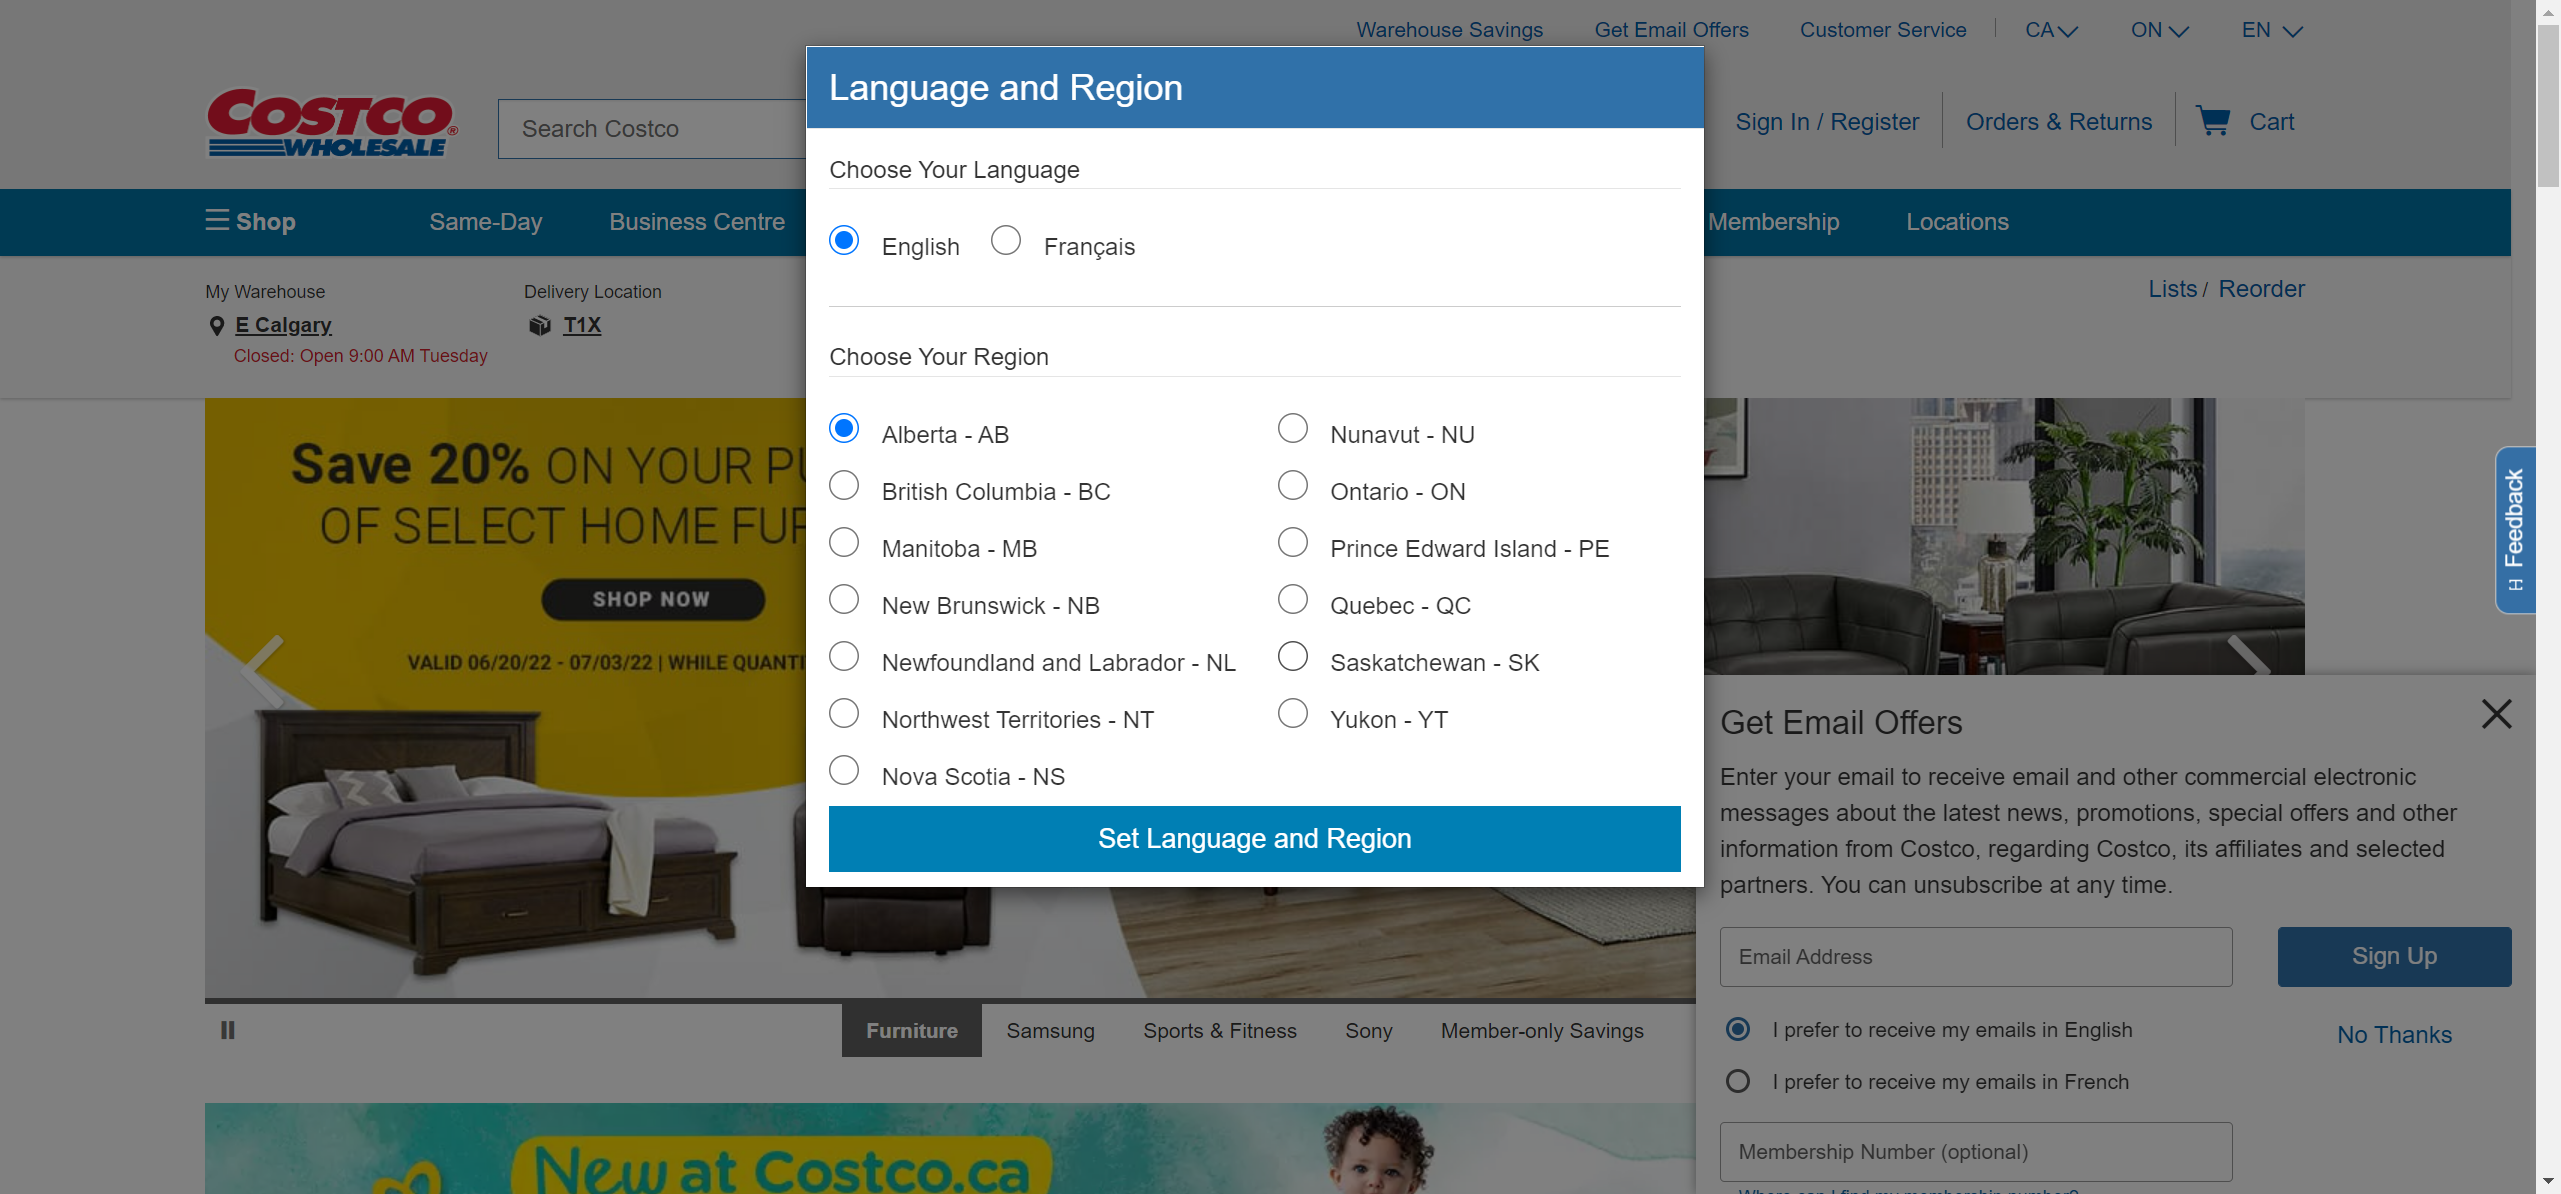 Warehouse Savings Get Email Offers Customer Service CA ON EN
COSTCO WHOLESALE
Search Costco
Sign In / Register Orders & Returns Cart
Shop Same-Day Business Centre Membership Locations
My Warehouse
E Calgary
Closed: Open 9:00 AM Tuesday
Delivery Location
T1X
Lists / Reorder
Language and Region
Choose Your Language
English Français
Choose Your Region
Alberta - AB
British Columbia - BC
Manitoba - MB
New Brunswick - NB
Newfoundland and Labrador - NL
Northwest Territories - NT
Nova Scotia - NS
Nunavut - NU
Ontario - ON
Prince Edward Island - PE
Quebec - QC
Saskatchewan - SK
Yukon - YT
Set Language and Region
Save 20% ON YOUR
OF SELECT HOME
SHOP NOW
VALID 06/20/22 - 07/03/22 | WHILE
Feedback
Furniture Samsung Sports & Fitness Sony Member-only Savings
New at Costco.ca
Get Email Offers
Enter your email to receive email and other commercial electronic
messages about the latest news, promotions, special offers and other
information from Costco, regarding Costco, its affiliates and selected
partners. You can unsubscribe at any time.
Email Address
Sign Up
I prefer to receive my emails in English
No Thanks
I prefer to receive my emails in French
Membership Number (optional)